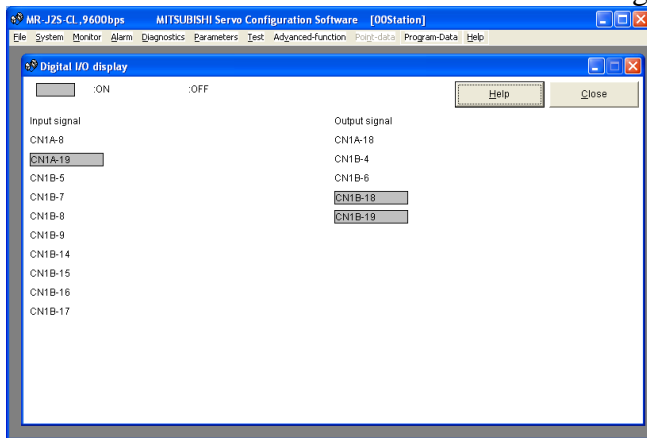 MR-J2S-CL ,9600bps MITSUBISHI Servo Configuration Software [00Station]
File System Monitor Alarm Diagnostics Parameters Test Advanced-function Point-data Program-Data Help
Digital I/O display
:ON :OFF Help Close
Input signal Output signal
CN1A-8 CN1A-18
CN1A-19 CN1B-4
CN1B-5 CN1B-6
CN1B-7 CN1B-18
CN1B-8 CN1B-19
CN1B-9
CN1B-14
CN1B-15
CN1B-16
CN1B-17